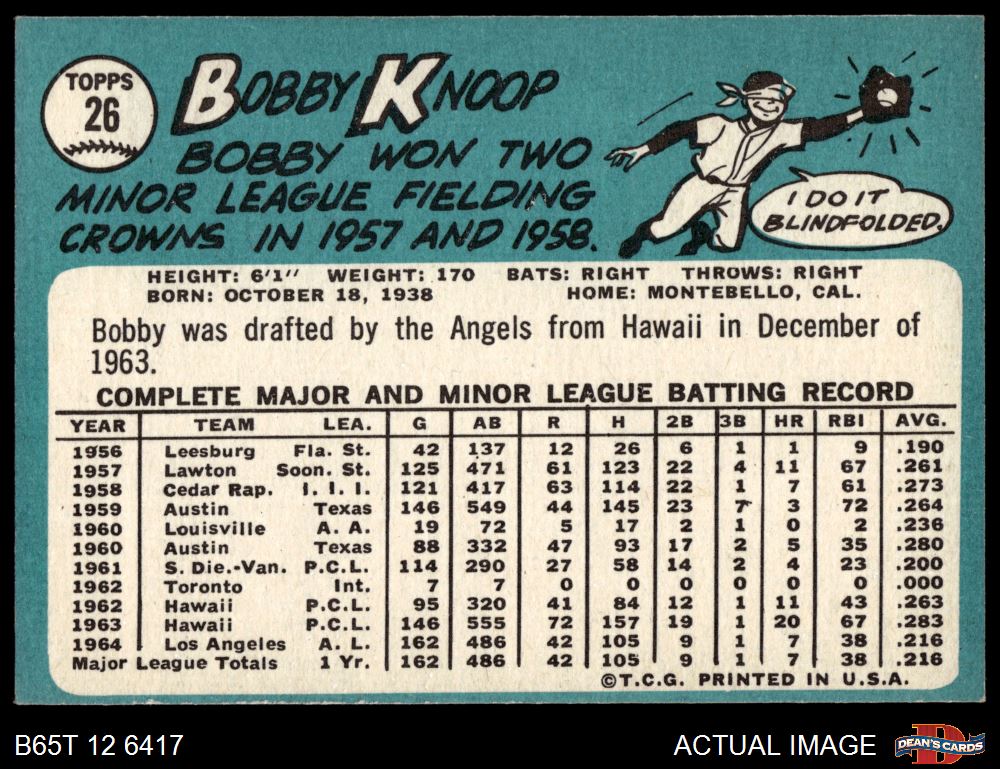 TOPPS
26
BOBBY KNOOP
BOBBY WON TWO
MINOR LEAGUE FIELDING
CROWNS IN 1957 AND 1958.
I DO IT
BLINDFOLDED.
HEIGHT: 6'1" WEIGHT: 170 BATS: RIGHT THROWS: RIGHT
BORN: OCTOBER 18, 1938 HOME: MONTEBELLO, CAL.
Bobby was drafted by the Angels from Hawaii in December of
1963.
COMPLETE MAJOR AND MINOR LEAGUE BATTING RECORD
YEAR TEAM LEA. G AB R H 2B 3B HR RBI AVG.
1956 Leesburg Fla. St. 42 137 12 26 6 1 1 9 .190
1957 Lawton Soon. St. 125 471 61 123 22 4 11 67 .261
1958 Cedar Rap. I. I. I. 121 417 63 114 22 1 7 61 .273
1959 Austin Texas 146 549 44 145 23 7 3 72 .264
1960 Louisville A. A. 19 72 5 17 2 1 0 2 .236
1960 Austin Texas 88 332 47 93 17 2 5 35 .280
1961 S. Die.-Van. P.C.L. 114 290 27 58 14 2 4 23 .200
1962 Toronto Int. 7 7 0 0 0 0 0 0 .000
1962 Hawaii P.C.L. 95 320 41 84 12 1 11 43 .263
1963 Hawaii P.C.L. 146 555 72 157 19 1 20 67 .283
1964 Los Angeles A. L. 162 486 42 105 9 1 7 38 .216
Major League Totals 1 Yr. 162 486 42 105 9 1 7 38 .216
©T.C.G. PRINTED IN U.S.A.
B65T 12 6417
ACTUAL IMAGE
D
DEAN'S CARDS